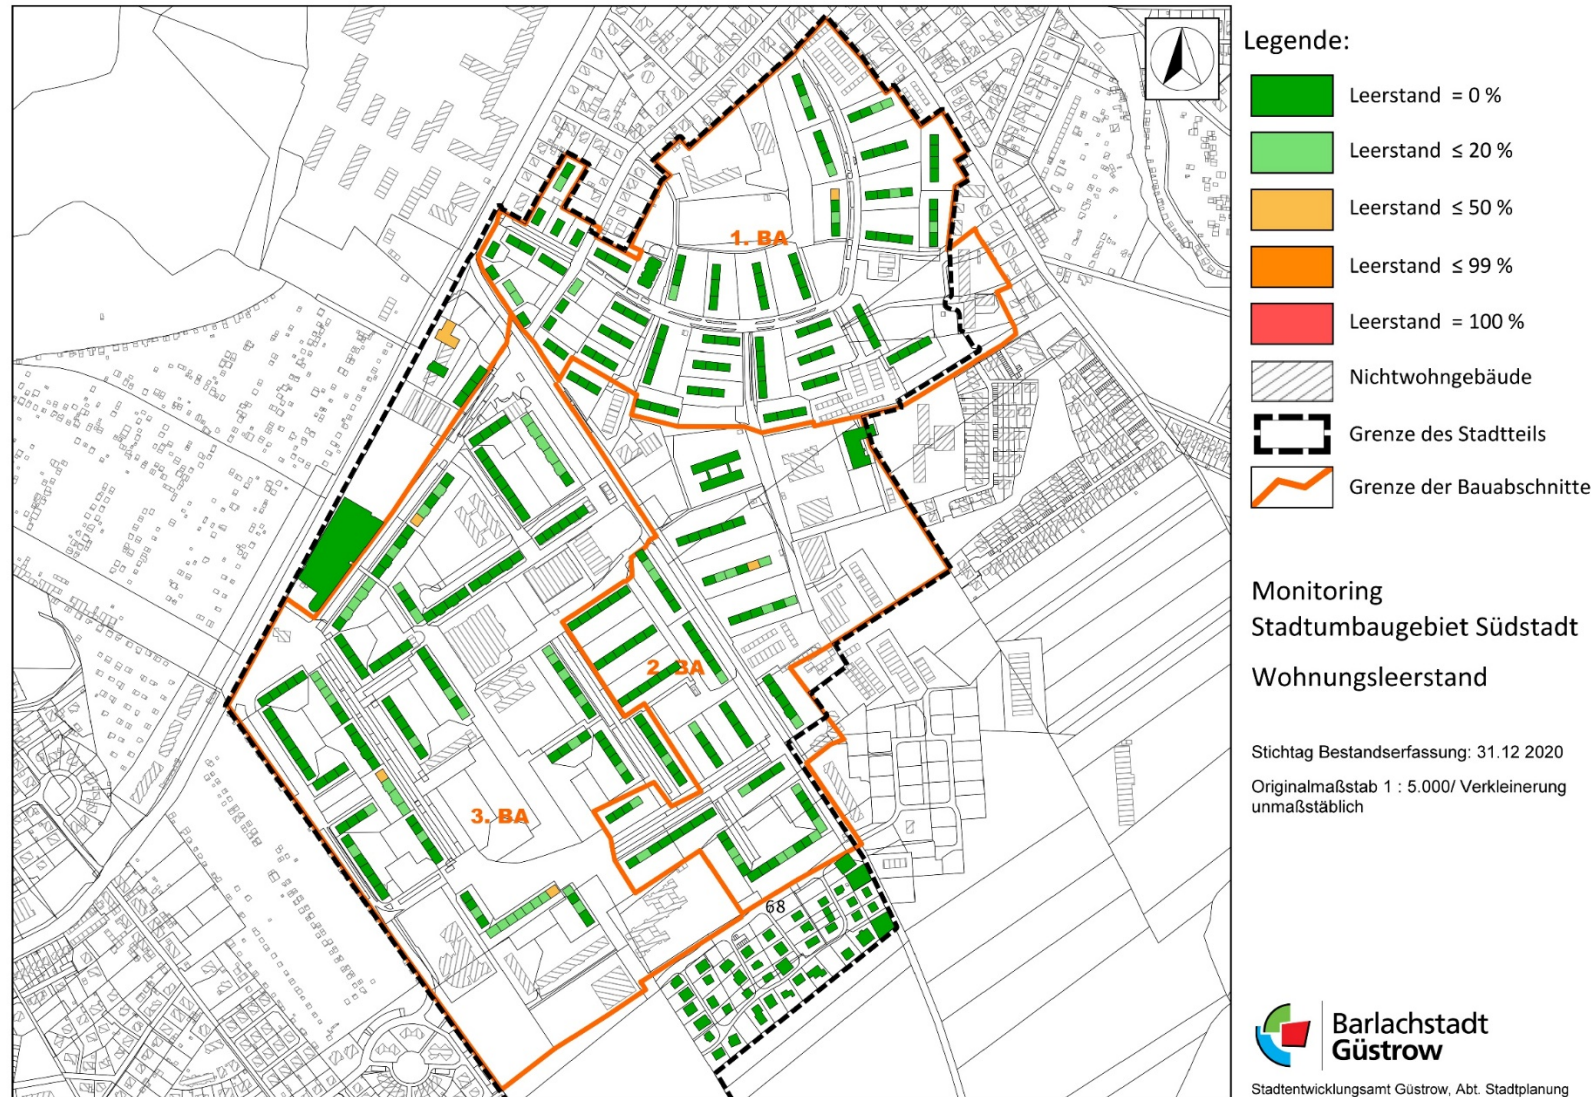 1. BA
2. BA
3. BA
68
Legende:
Leerstand = 0 %
Leerstand ≤ 20 %
Leerstand ≤ 50 %
Leerstand ≤ 99 %
Leerstand = 100 %
Nichtwohngebäude
Grenze des Stadtteils
Grenze der Bauabschnitte
Monitoring
Stadtumbaugebiet Südstadt
Wohnungsleerstand
Stichtag Bestandserfassung: 31.12 2020
Originalmaßstab 1 : 5.000/ Verkleinerung
unmaßstäblich
Barlachstadt
Güstrow
Stadtentwicklungsamt Güstrow, Abt. Stadtplanung